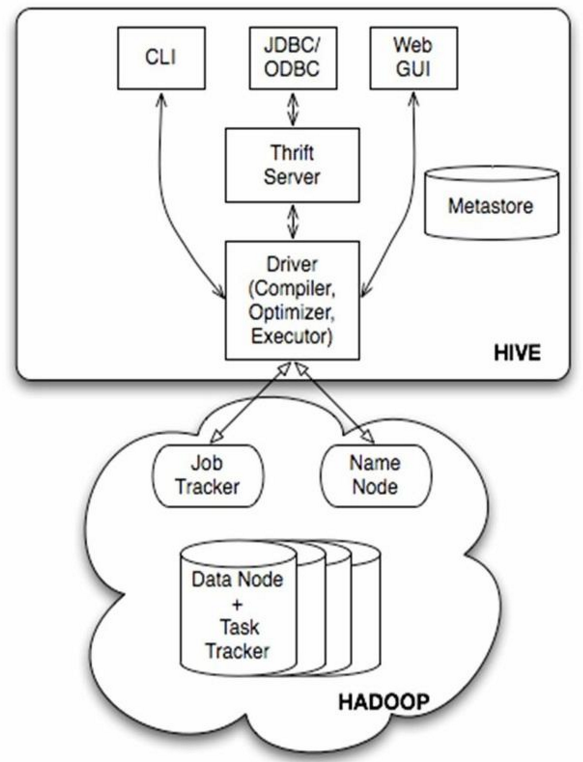 CLI
JDBC/
ODBC
Web
GUI
Thrift
Server
Metastore
Driver
(Compiler,
Optimizer,
Executor)
HIVE
Job
Tracker
Name
Node
Data Node
+
Task
Tracker
HADOOP